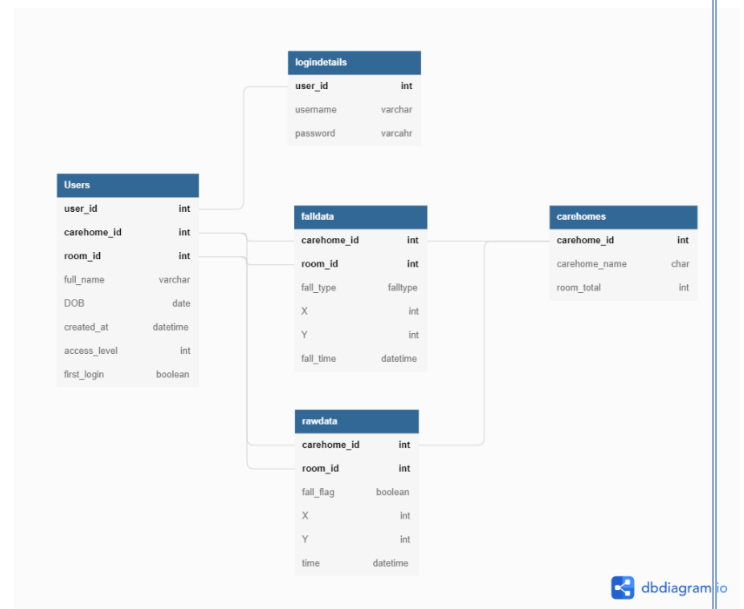 logindetails
user_id int
username varchar
password varcahr
Users
user_id int
carehome_id int
room_id int
full_name varchar
DOB date
created_at datetime
access_level int
first_login boolean
falldata
carehome_id int
room_id int
fall_type falltype
X int
Y int
fall_time datetime
carehomes
carehome_id int
carehome_name char
room_total int
rawdata
carehome_id int
room_id int
fall_flag boolean
X int
Y int
time datetime
dbdiagram.io